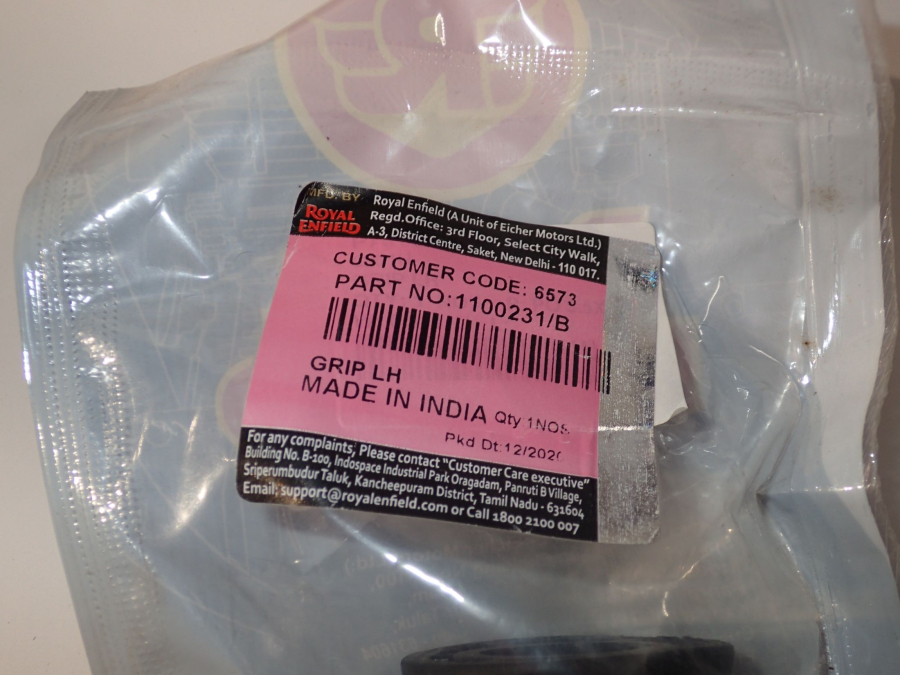 MFD. BY
ROYAL
ENFIELD
Royal Enfield (A Unit of Eicher Motors Ltd.)
Regd.Office: 3rd Floor, Select City Walk,
A-3, District Centre, Saket, New Delhi - 110 017.
CUSTOMER CODE: 6573
PART NO:1100231/B
GRIP LH
MADE IN INDIA Qty 1NOS
Pkd Dt:12/202
For any complaints, Please contact "Customer Care executive"
Building No. B-100, Indospace Industrial Park Oragadam, Panruti B Village,
Sriperumbudur Taluk, Kancheepuram District, Tamil Nadu - 631604
Email: support@royalenfield.com or Call 1800 2100 007